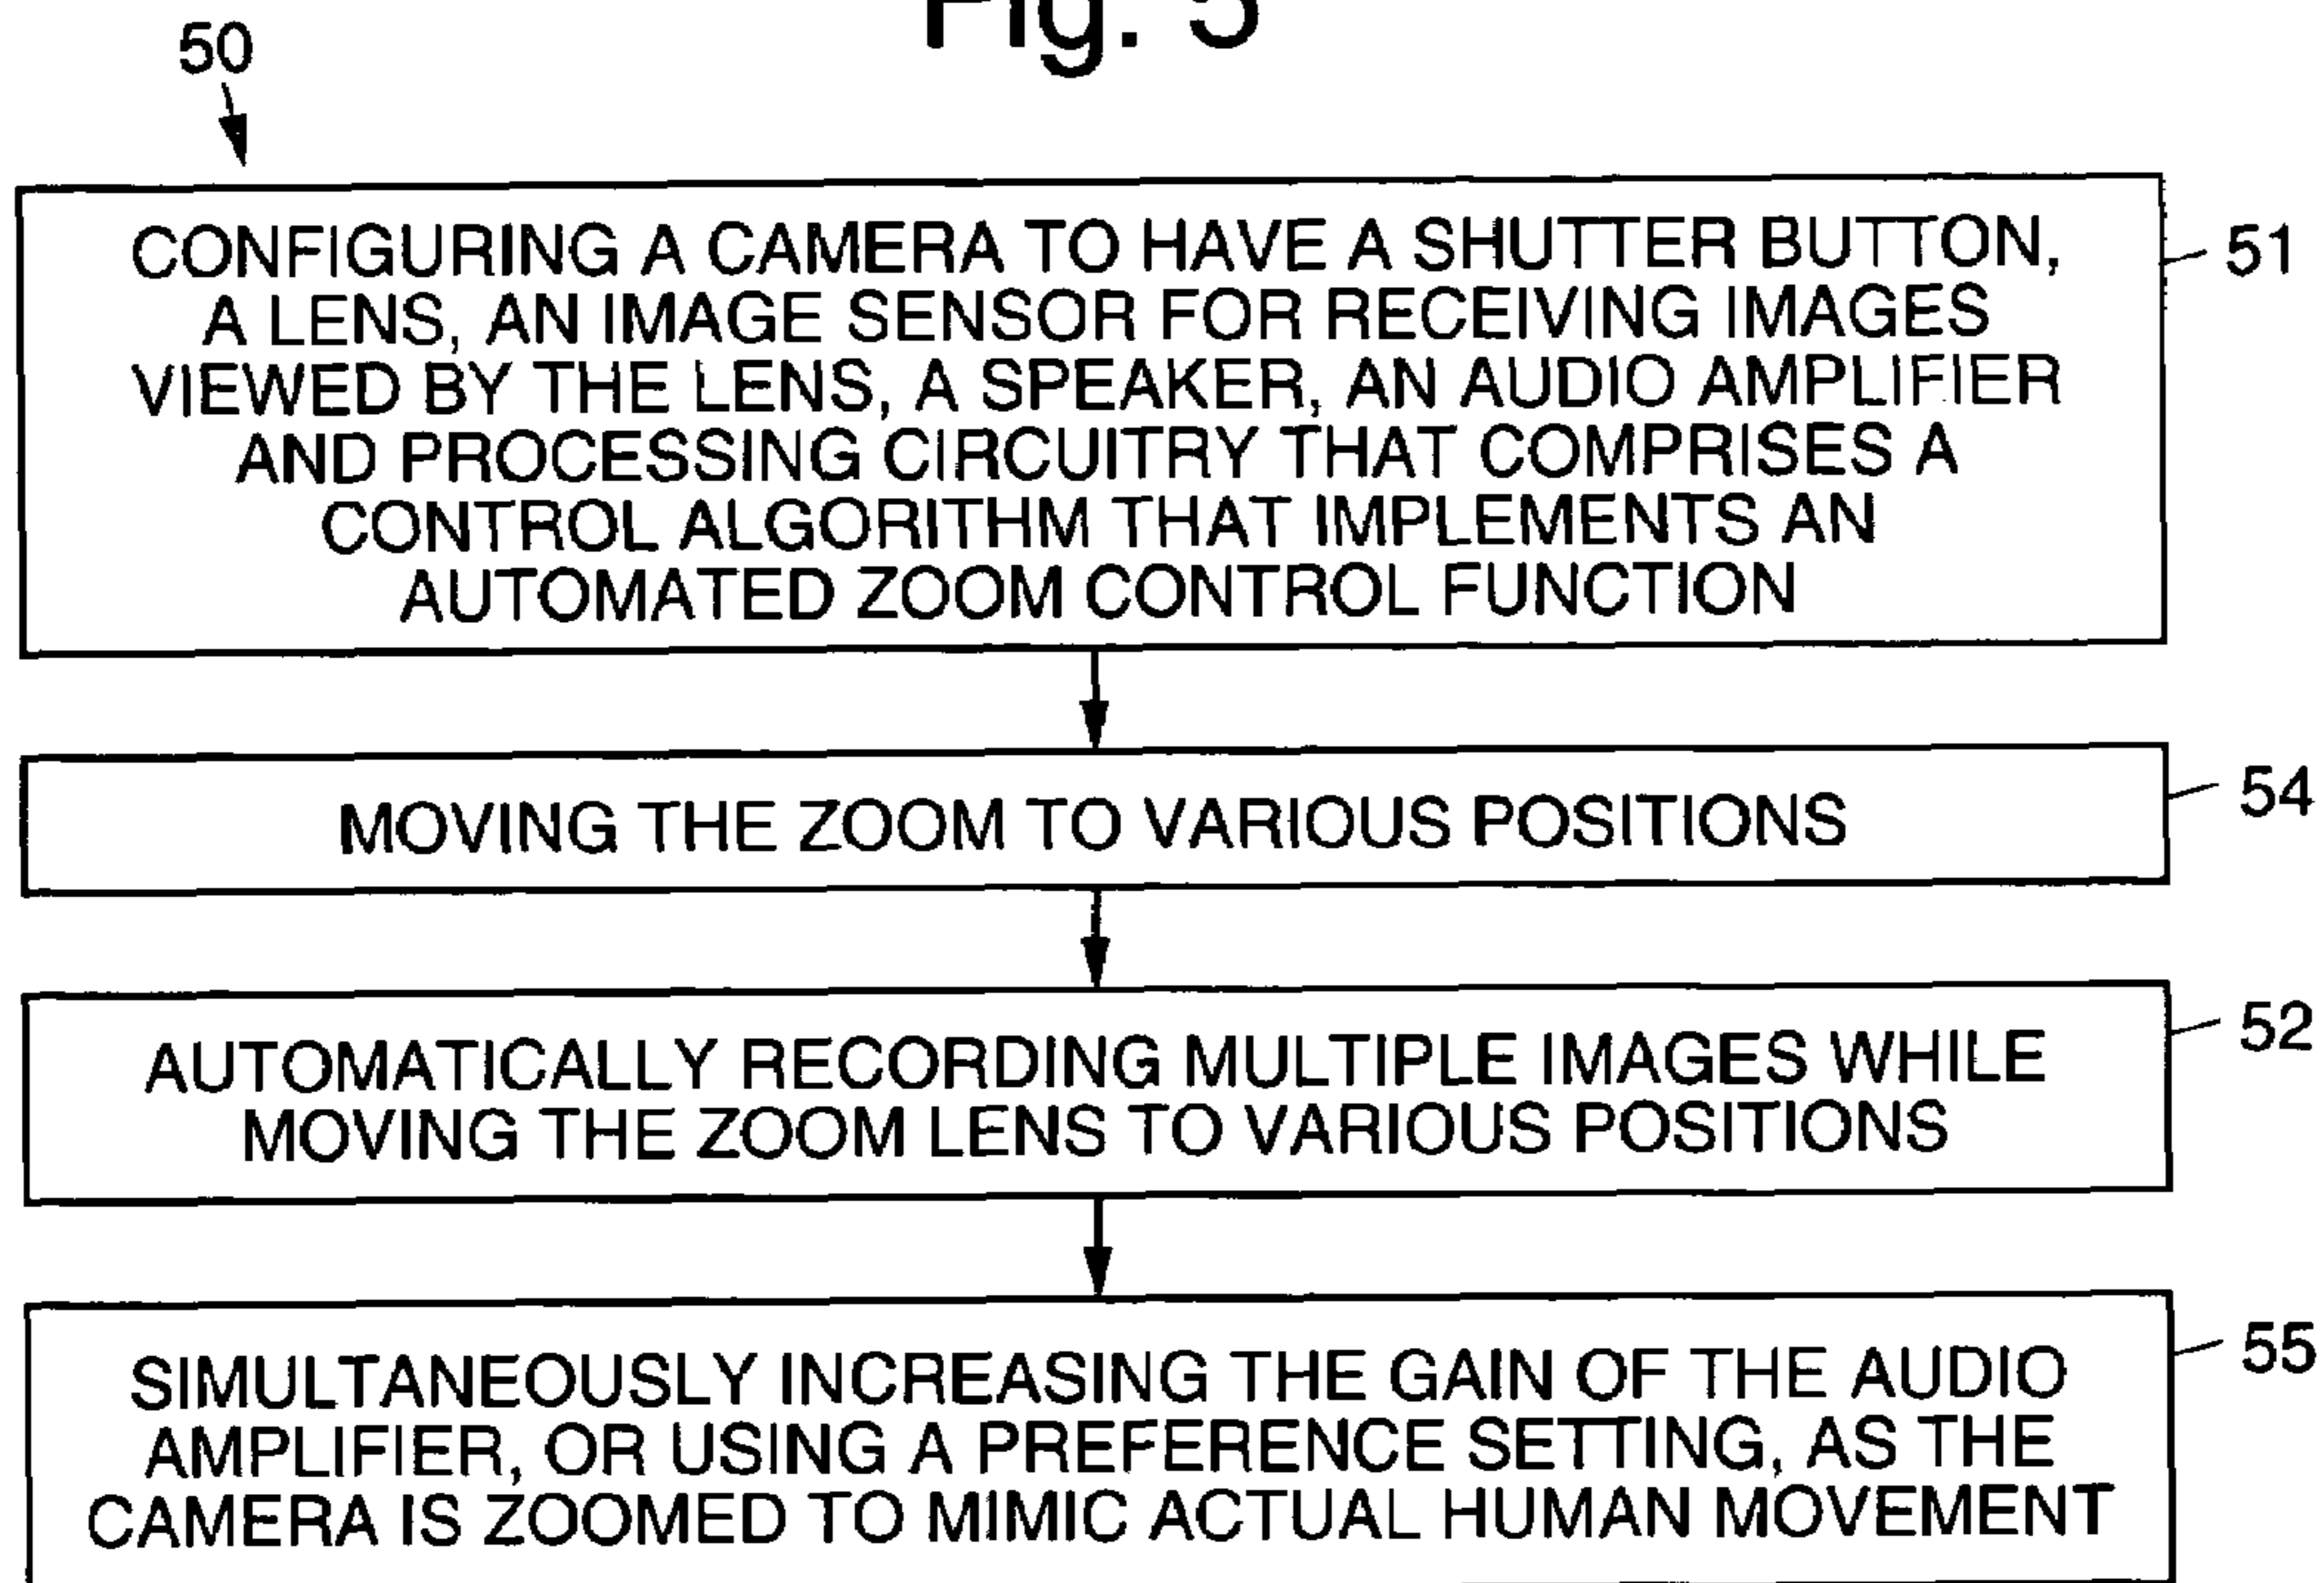 Fig. 5
50
CONFIGURING A CAMERA TO HAVE A SHUTTER BUTTON,
A LENS, AN IMAGE SENSOR FOR RECEIVING IMAGES
VIEWED BY THE LENS, A SPEAKER, AN AUDIO AMPLIFIER
AND PROCESSING CIRCUITRY THAT COMPRISES A
CONTROL ALGORITHM THAT IMPLEMENTS AN
AUTOMATED ZOOM CONTROL FUNCTION
51
MOVING THE ZOOM TO VARIOUS POSITIONS
54
AUTOMATICALLY RECORDING MULTIPLE IMAGES WHILE
MOVING THE ZOOM LENS TO VARIOUS POSITIONS
52
SIMULTANEOUSLY INCREASING THE GAIN OF THE AUDIO
AMPLIFIER, OR USING A PREFERENCE SETTING, AS THE
CAMERA IS ZOOMED TO MIMIC ACTUAL HUMAN MOVEMENT
55